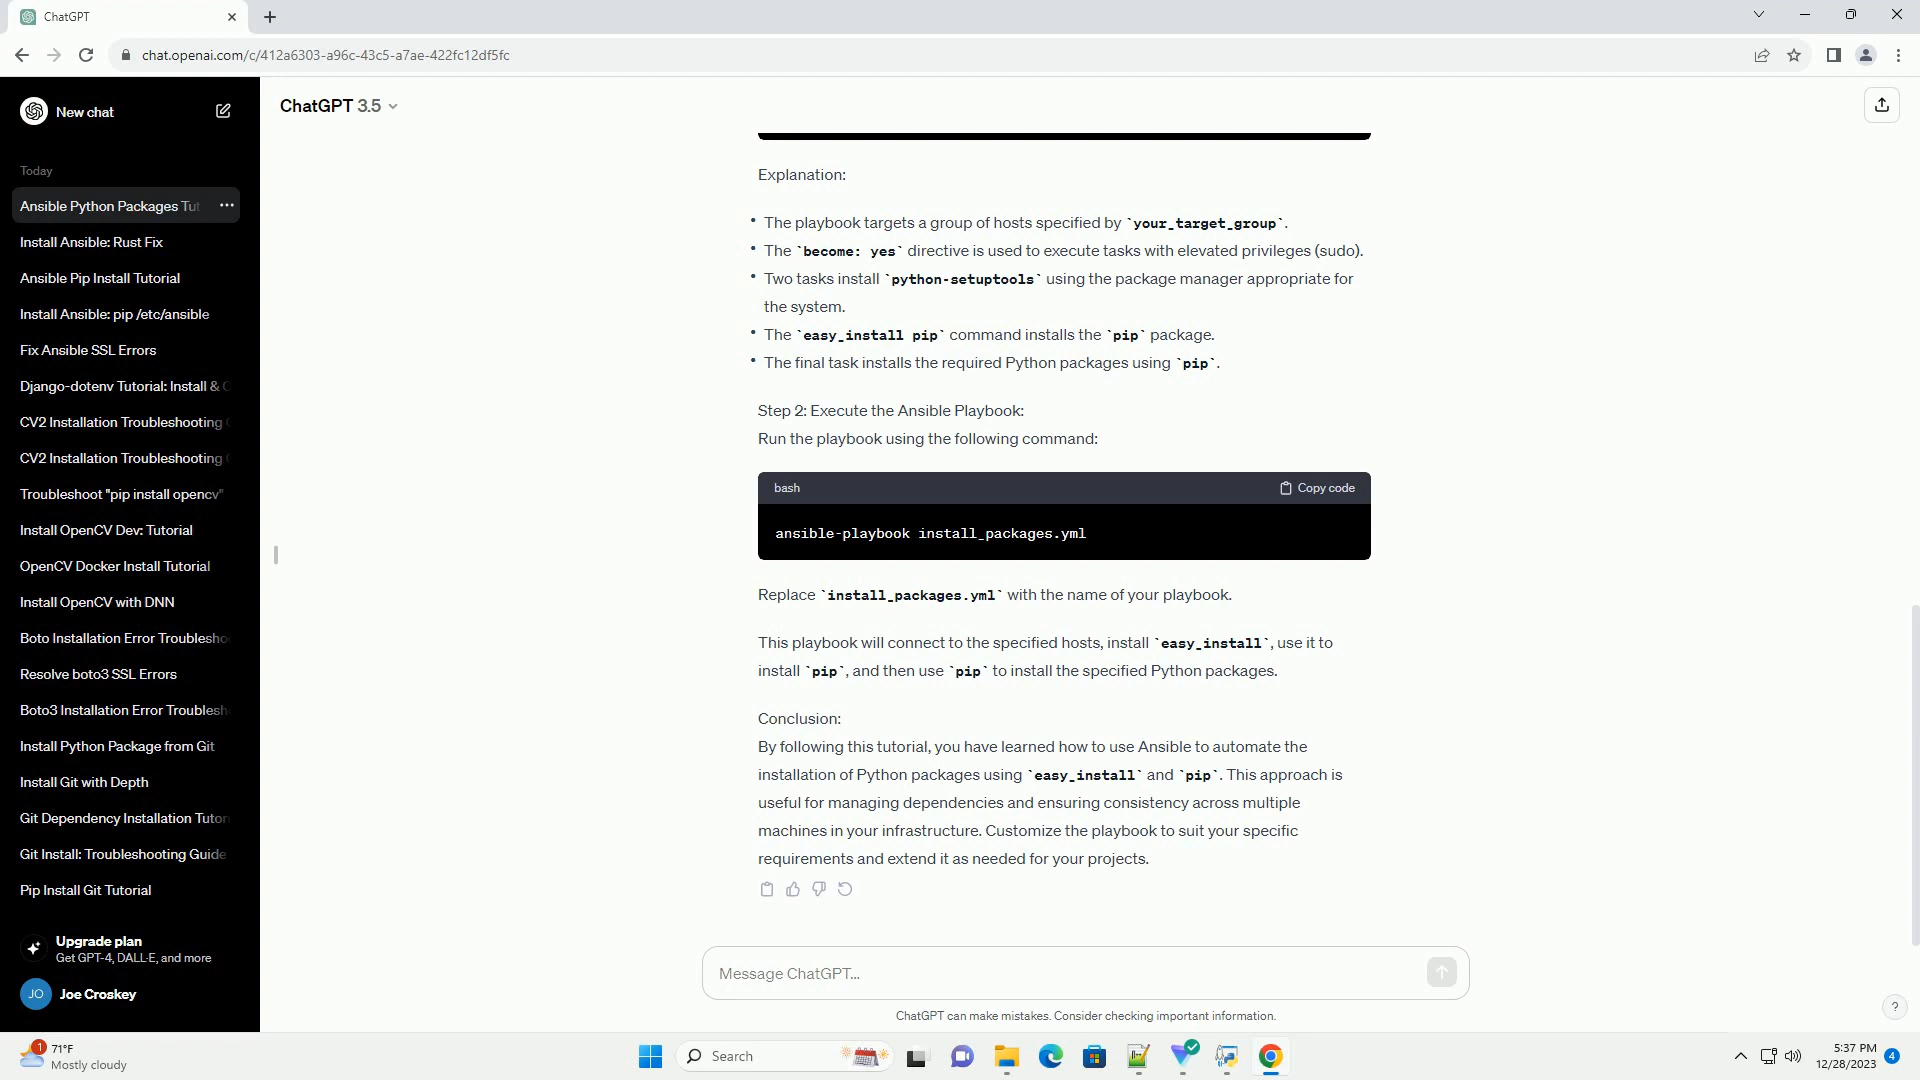 ChatGPT
chat.openai.com/c/412a6303-a96c-43c5-a7ae-422fc12df5fc
New chat
Today
Ansible Python Packages Tut
Install Ansible: Rust Fix
Ansible Pip Install Tutorial
Install Ansible: pip /etc/ansible
Fix Ansible SSL Errors
Django-dotenv Tutorial: Install & C
CV2 Installation Troubleshooting
CV2 Installation Troubleshooting
Troubleshoot "pip install opencv"
Install OpenCV Dev: Tutorial
OpenCV Docker Install Tutorial
Install OpenCV with DNN
Boto Installation Error Troublesho
Resolve boto3 SSL Errors
Boto3 Installation Error Troublesh
Install Python Package from Git
Install Git with Depth
Git Dependency Installation Tutor
Git Install: Troubleshooting Guide
Pip Install Git Tutorial
Upgrade plan
Get GPT-4, DALL·E, and more
JO Joe Croskey
ChatGPT 3.5
Explanation:
• The playbook targets a group of hosts specified by `your_target_group`.
• The `become: yes` directive is used to execute tasks with elevated privileges (sudo).
• Two tasks install `python-setuptools` using the package manager appropriate for
the system.
• The `easy_install pip` command installs the `pip` package.
• The final task installs the required Python packages using `pip`.
Step 2: Execute the Ansible Playbook:
Run the playbook using the following command:
bash Copy code
ansible-playbook install_packages.yml
Replace `install_packages.yml` with the name of your playbook.
This playbook will connect to the specified hosts, install `easy_install`, use it to
install `pip`, and then use `pip` to install the specified Python packages.
Conclusion:
By following this tutorial, you have learned how to use Ansible to automate the
installation of Python packages using `easy_install` and `pip`. This approach is
useful for managing dependencies and ensuring consistency across multiple
machines in your infrastructure. Customize the playbook to suit your specific
requirements and extend it as needed for your projects.
Message ChatGPT...
ChatGPT can make mistakes. Consider checking important information.
?
1
71°F
Mostly cloudy
Search
5:37 PM
12/28/2023
4